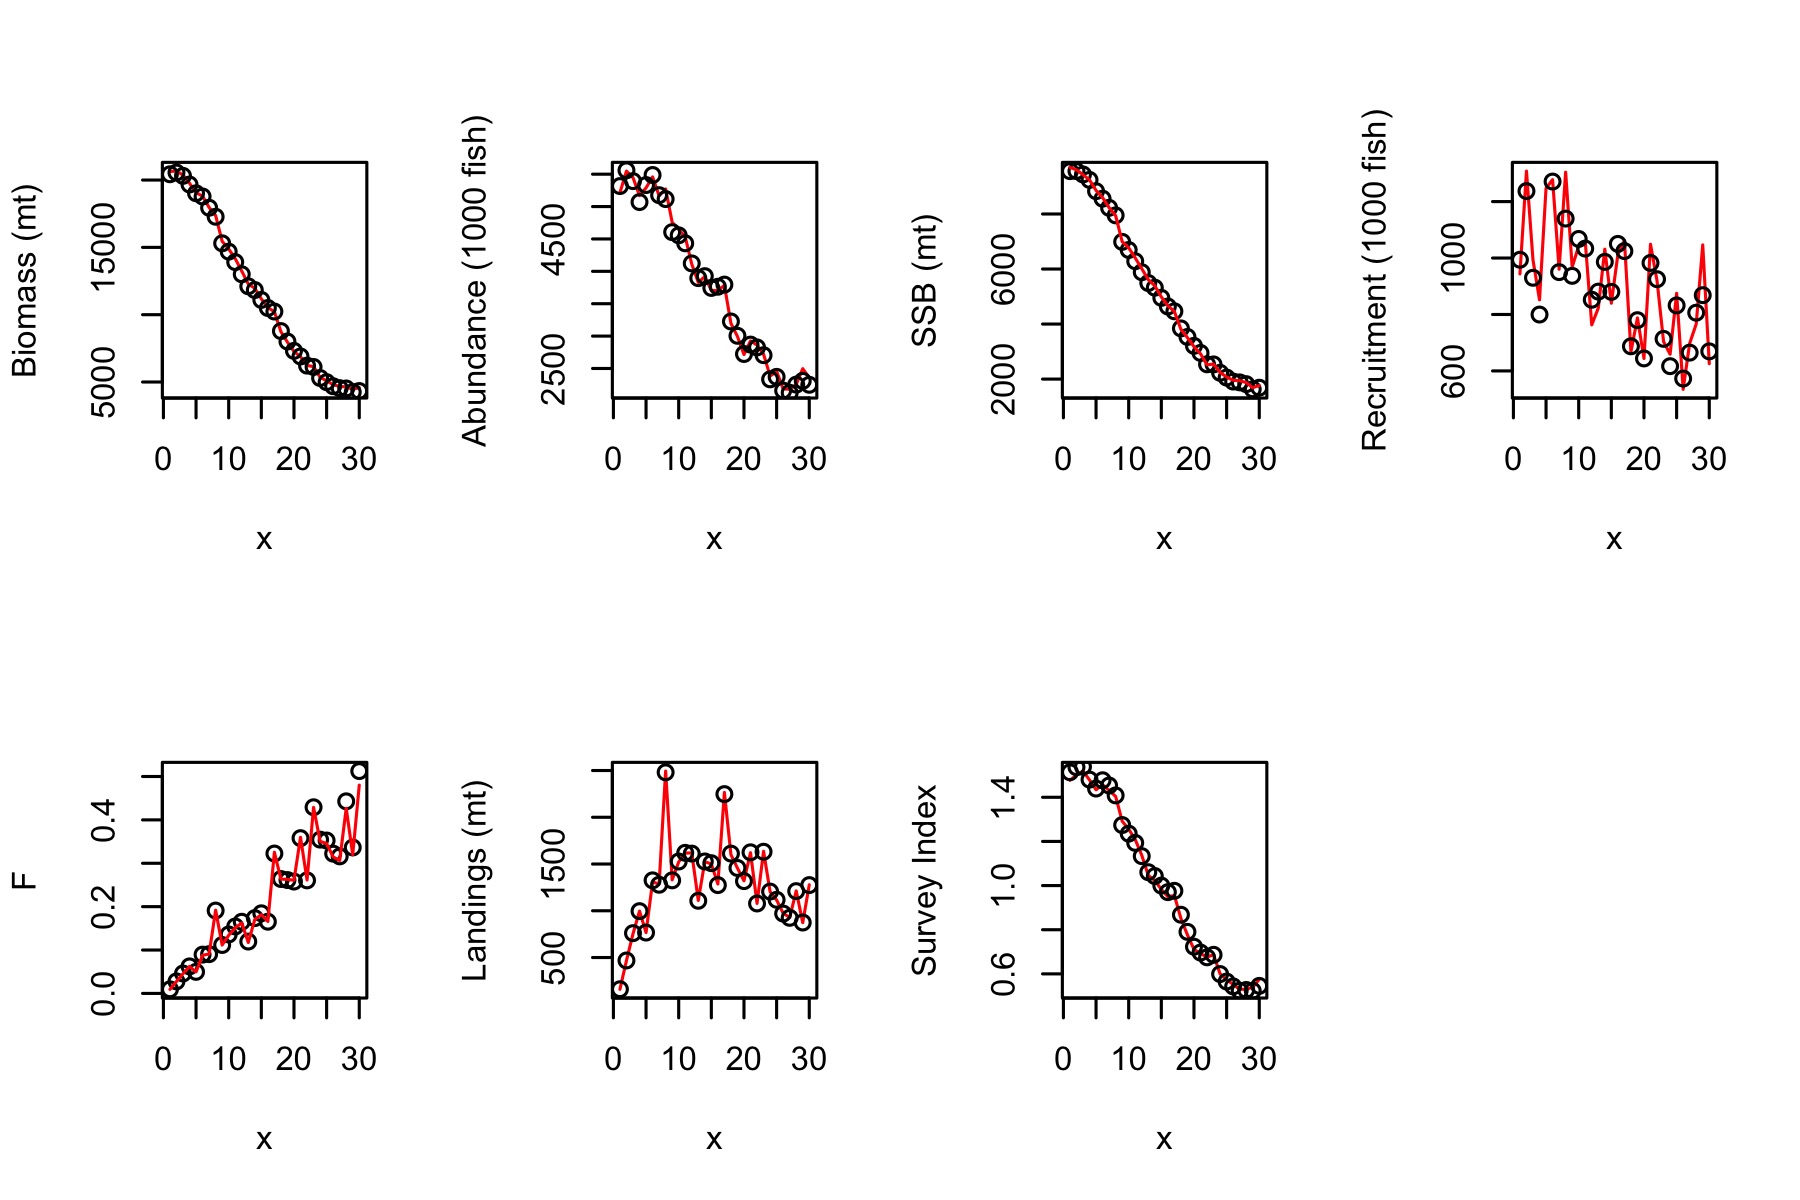 Biomass (mt)
5000 15000
0 10 20 30
x
Abundance (1000 fish)
2500 4500
0 10 20 30
x
SSB (mt)
2000 6000
0 10 20 30
x
Recruitment (1000 fish)
600 1000
0 10 20 30
x
F
0.0 0.2 0.4
0 10 20 30
x
Landings (mt)
500 1500
0 10 20 30
x
Survey Index
0.6 1.0 1.4
0 10 20 30
x